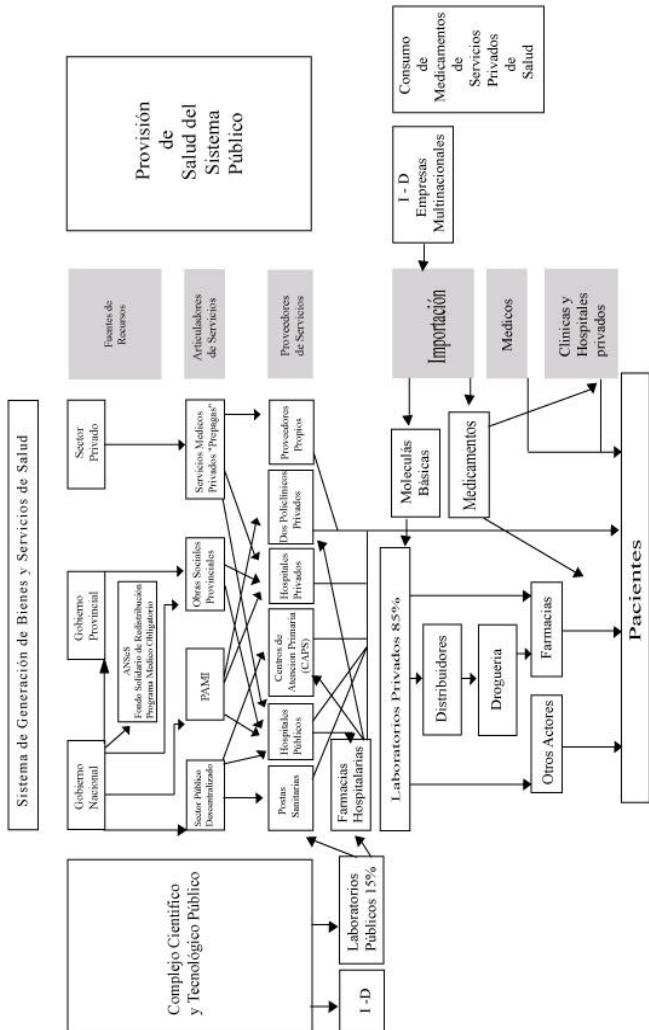 Sistema de Generación de Bienes y Servicios de Salud
Complejo Científico
y Tecnológico Público
Gobierno
Nacional
Gobierno
Provincial
Sector
Privado
Fuentes de
Recursos
Provisión
de
Salud del
Sistema
Público
ANSeS
Fondo Solidario de Redistribución
Programa Medico Obligatorio
Sector Público
Descentralizado
PAMI
Obras Sociales
Provinciales
Servicios Medicos
Privados "Prepagas"
Articuladores
de Servicios
Postas
Sanitarias
Hospitales
Públicos
Centros de
Atencion Primaria
(CAPS)
Hospitales
Privados
Dos Policlínicos
Privados
Proveedores
Propios
Proveedores
de Servicios
I -D
Laboratorios
Públicos 15%
Farmacias
Hospitalarias
Laboratorios Privados 85%
Moleculás
Básicas
Importación
I - D
Empresas
Multinacionales
Consumo
de
Medicamentos
de
Servicios
Privados
de
Salud
Distribuidores
Medicamentos
Drogueria
Medicos
Otros Actores
Farmacias
Clinicas y
Hospitales
privados
Pacientes